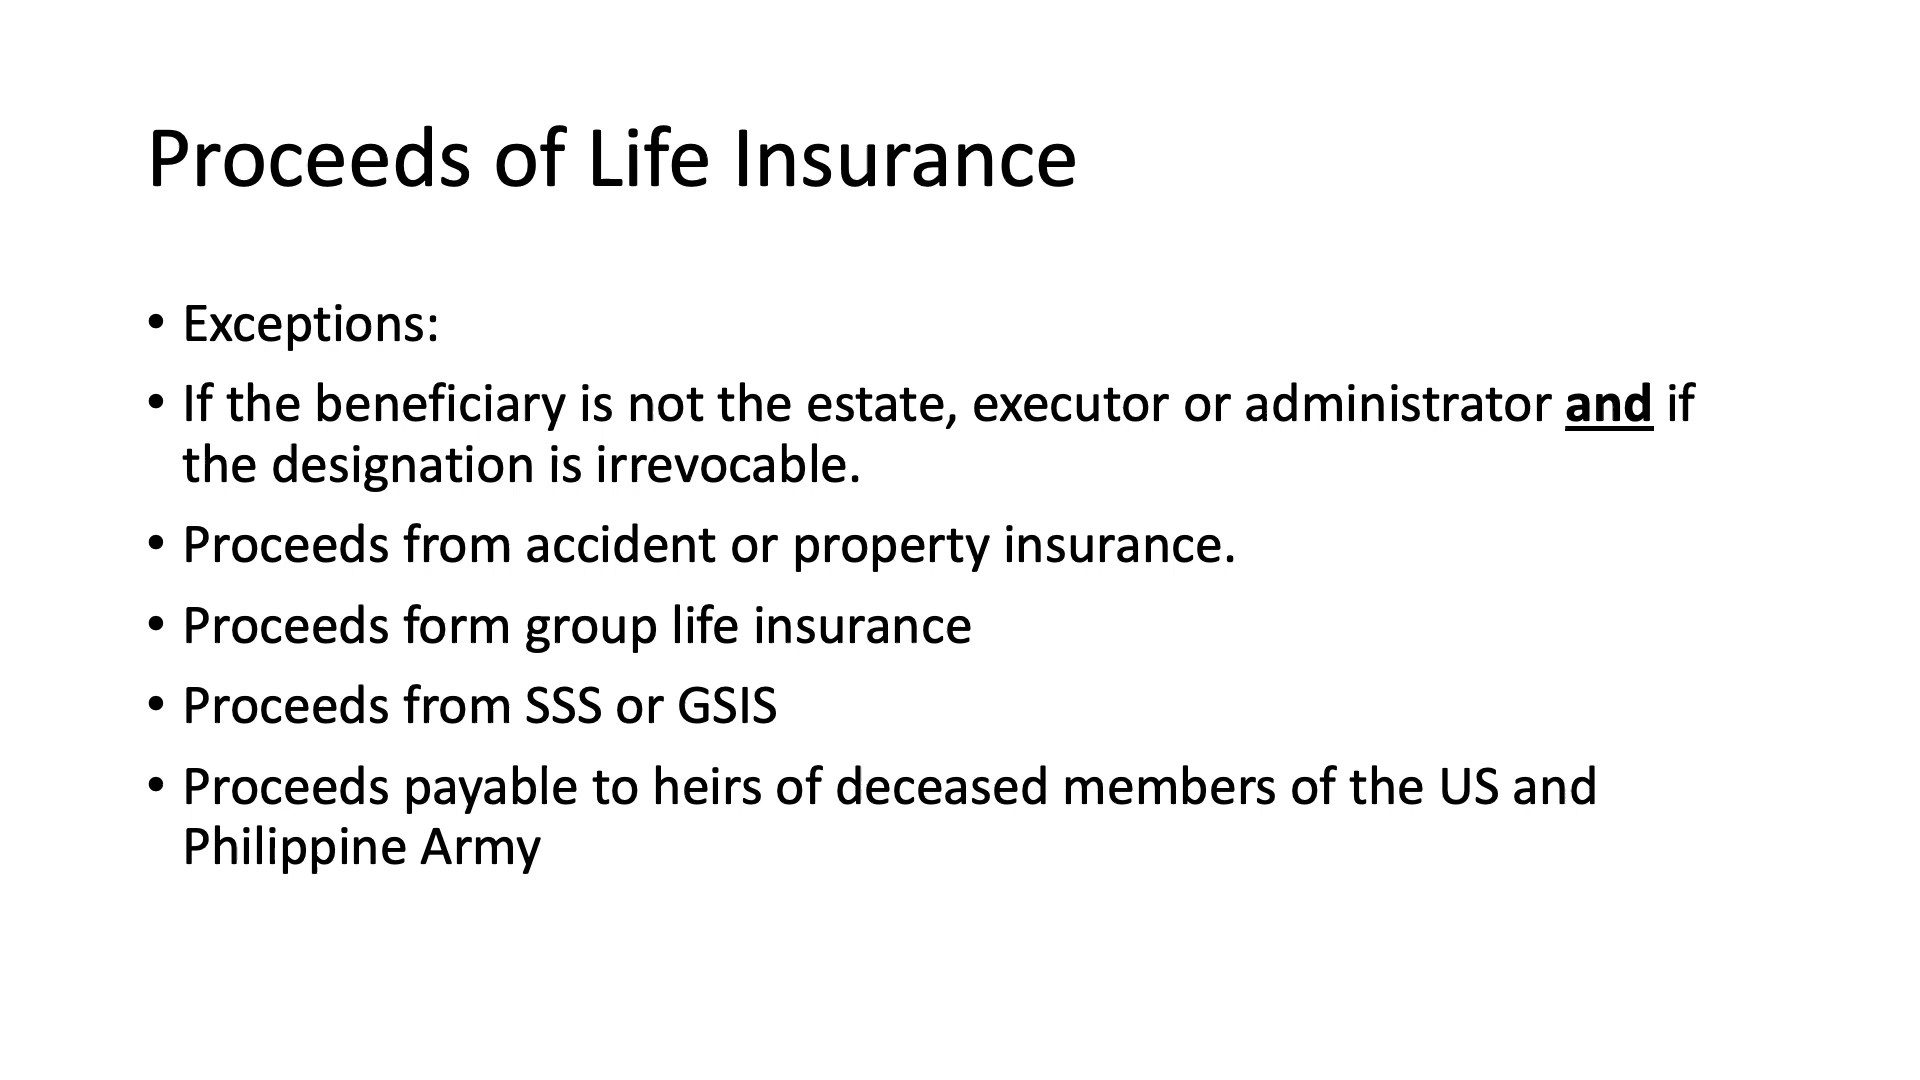 Proceeds of Life Insurance
• Exceptions:
• If the beneficiary is not the estate, executor or administrator and if
the designation is irrevocable.
• Proceeds from accident or property insurance.
• Proceeds form group life insurance
• Proceeds from SSS or GSIS
• Proceeds payable to heirs of deceased members of the US and
Philippine Army